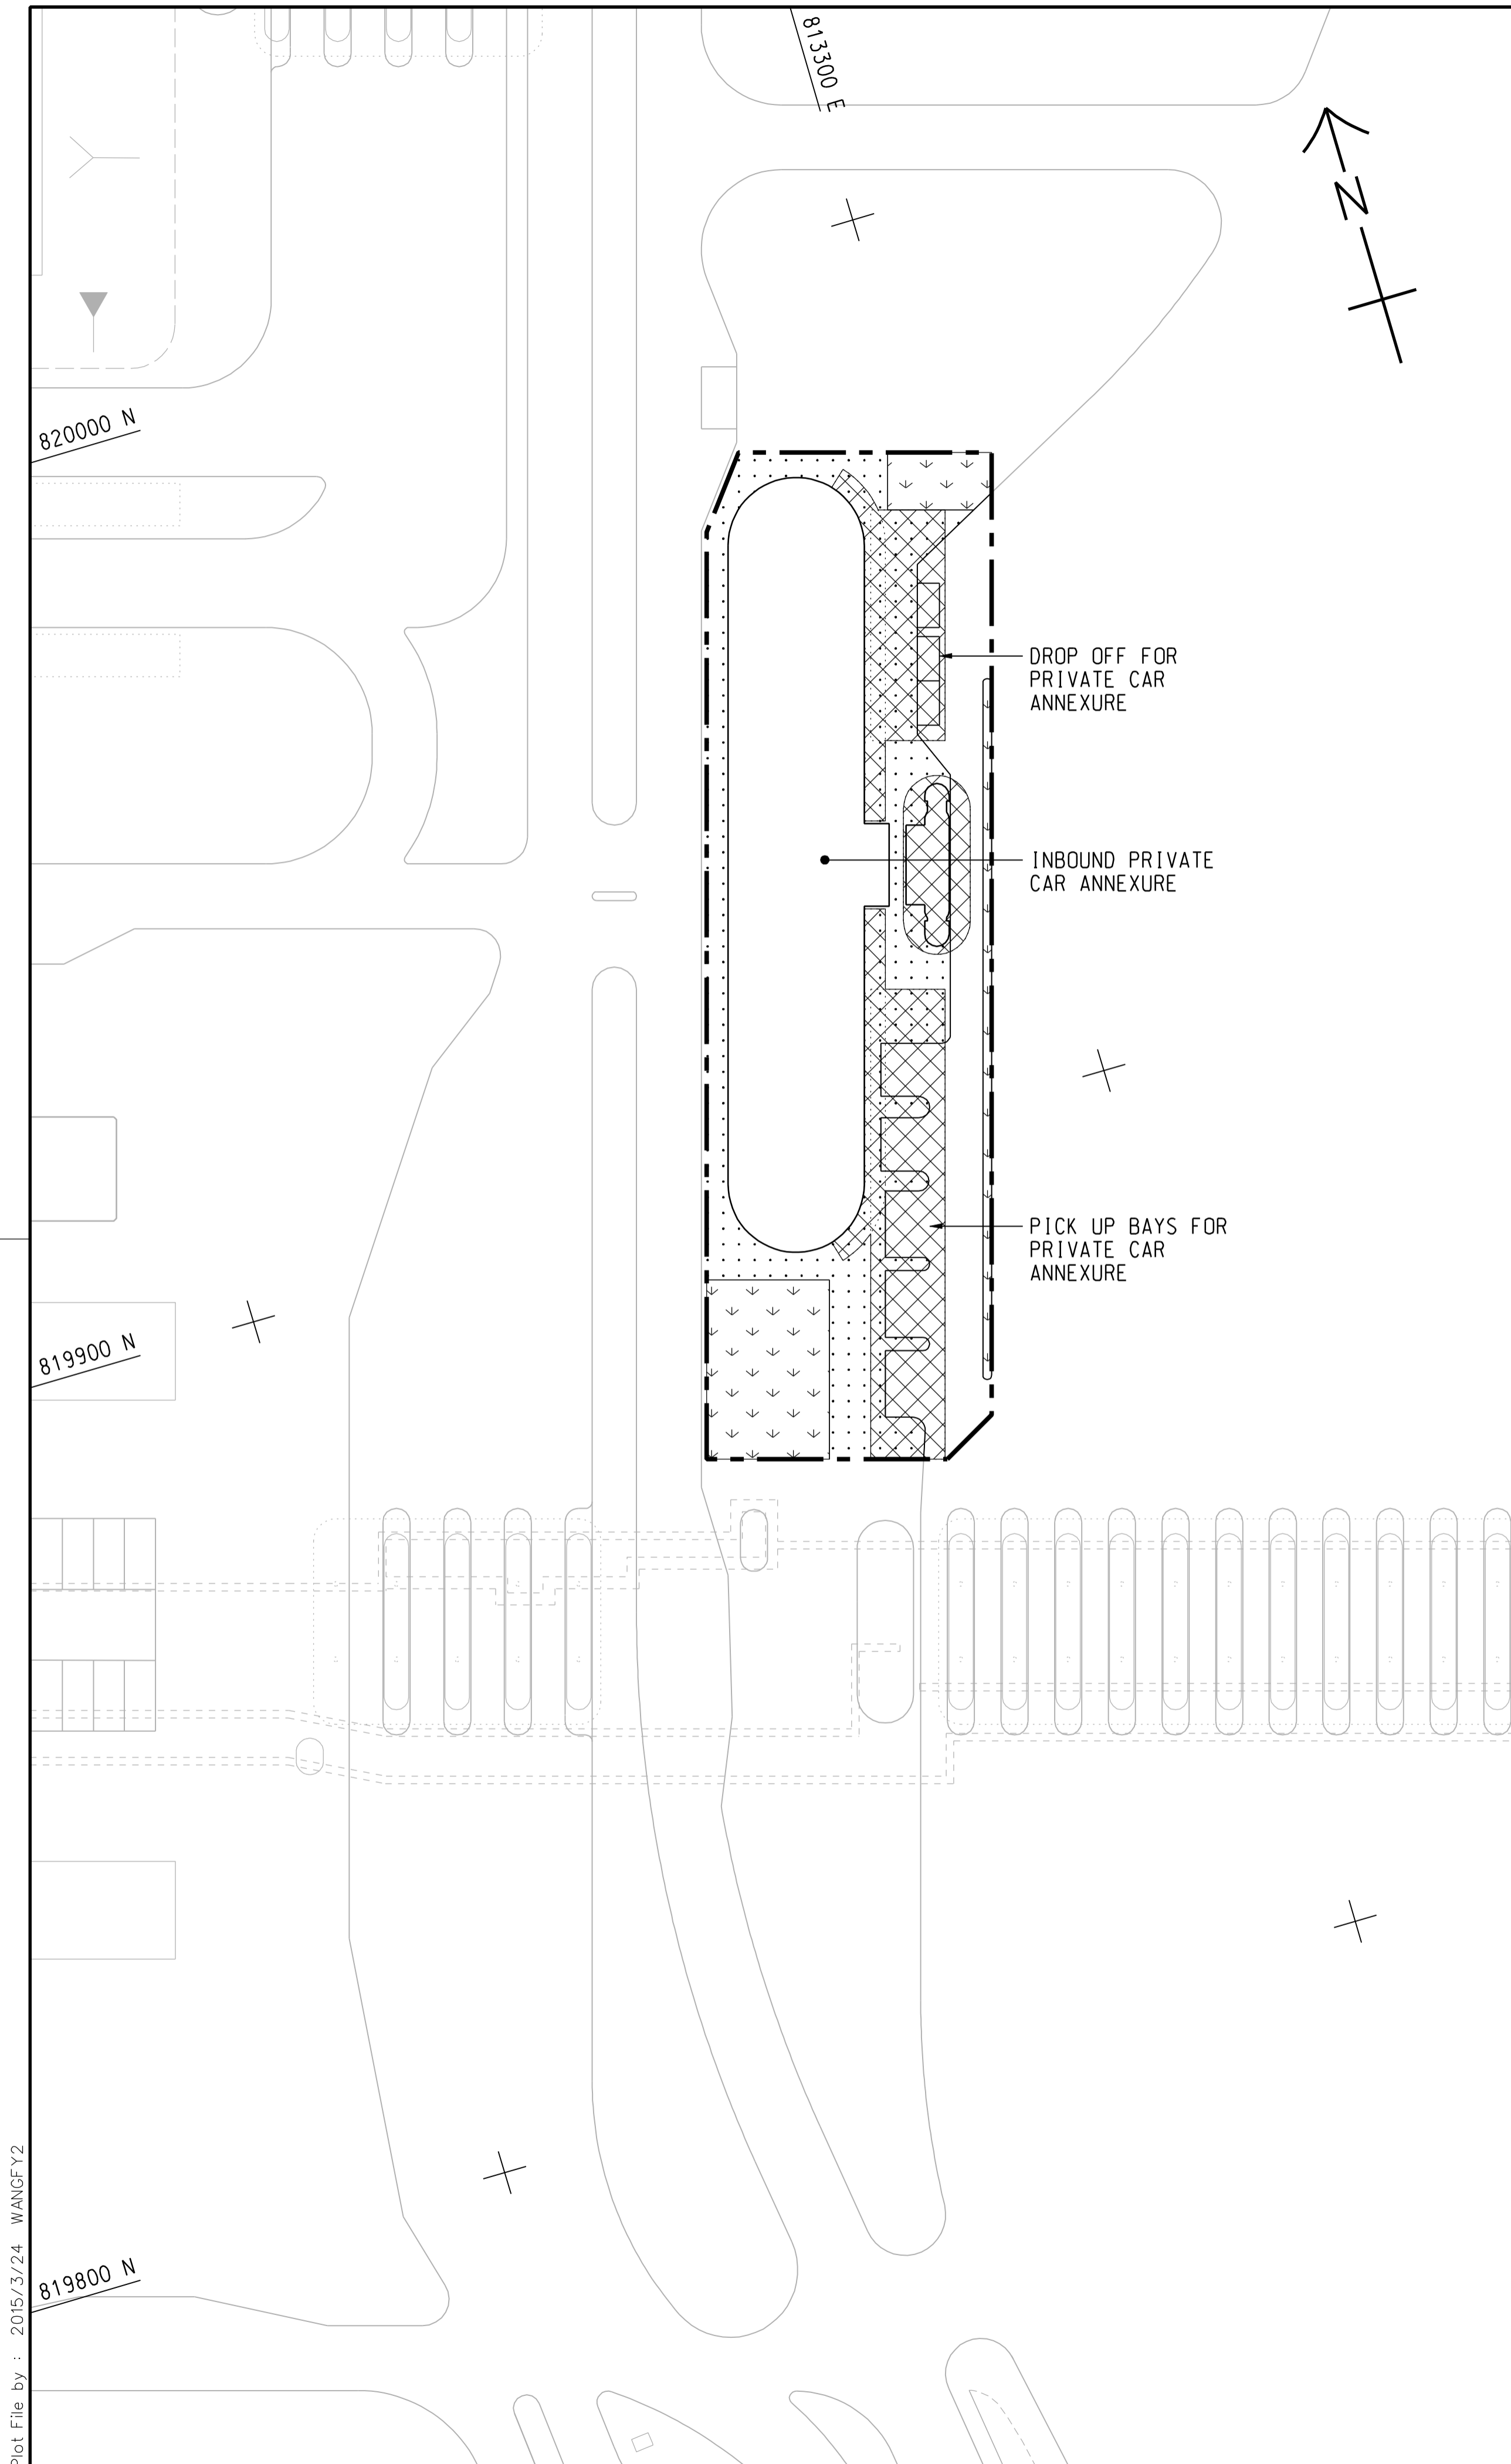 813300 E
N
820000 N
DROP OFF FOR
PRIVATE CAR
ANNEXURE
INBOUND PRIVATE
CAR ANNEXURE
PICK UP BAYS FOR
PRIVATE CAR
ANNEXURE
819900 N
819800 N
Plot File by : 2015/3/24 WANGFY2